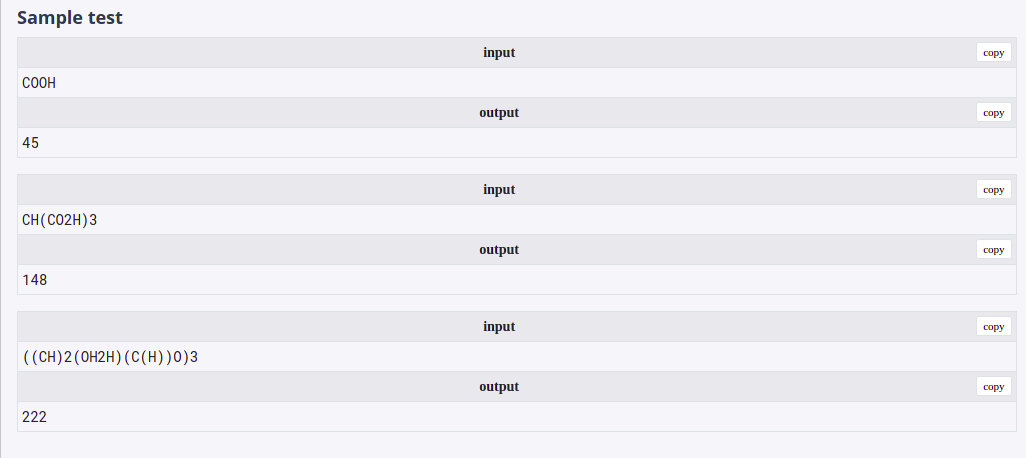 Sample test
input copy
COOH
output copy
45
input copy
CH(CO2H)3
output copy
148
input copy
((CH)2(OH2H)(C(H))O)3
output copy
222